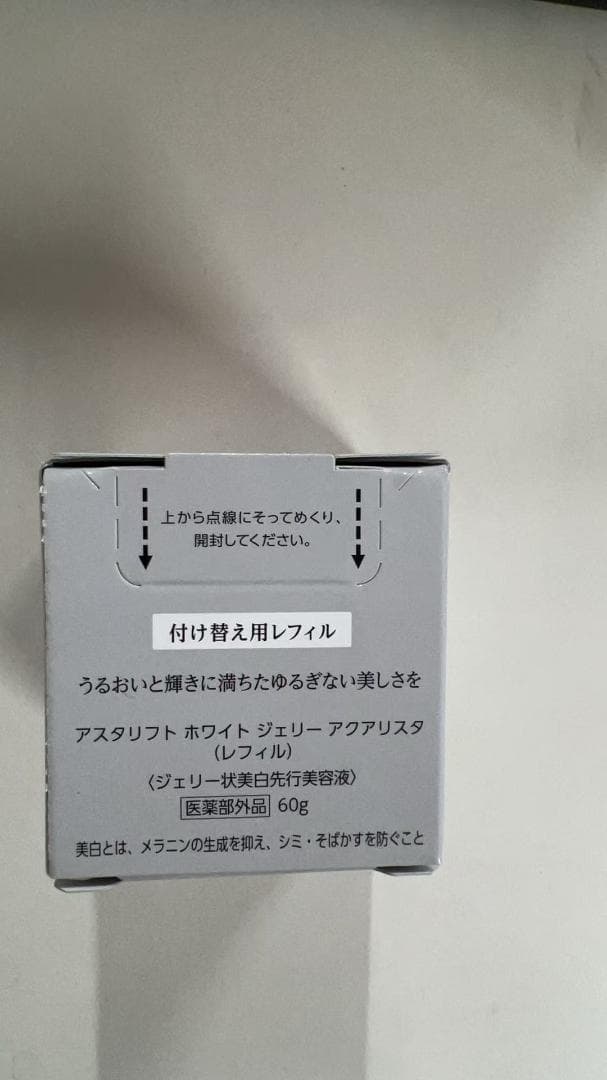 上から点線にそってめくり、
開封してください。
付け替え用レフィル
うるおいと輝きに満ちたゆるぎない美しさを
アスタリフト ホワイト ジェリー アクアリスタ
(レフィル)
〈ジェリー状美白先行美容液〉
医薬部外品 60g
美白とは、メラニンの生成を抑え、シミ・そばかすを防ぐこと